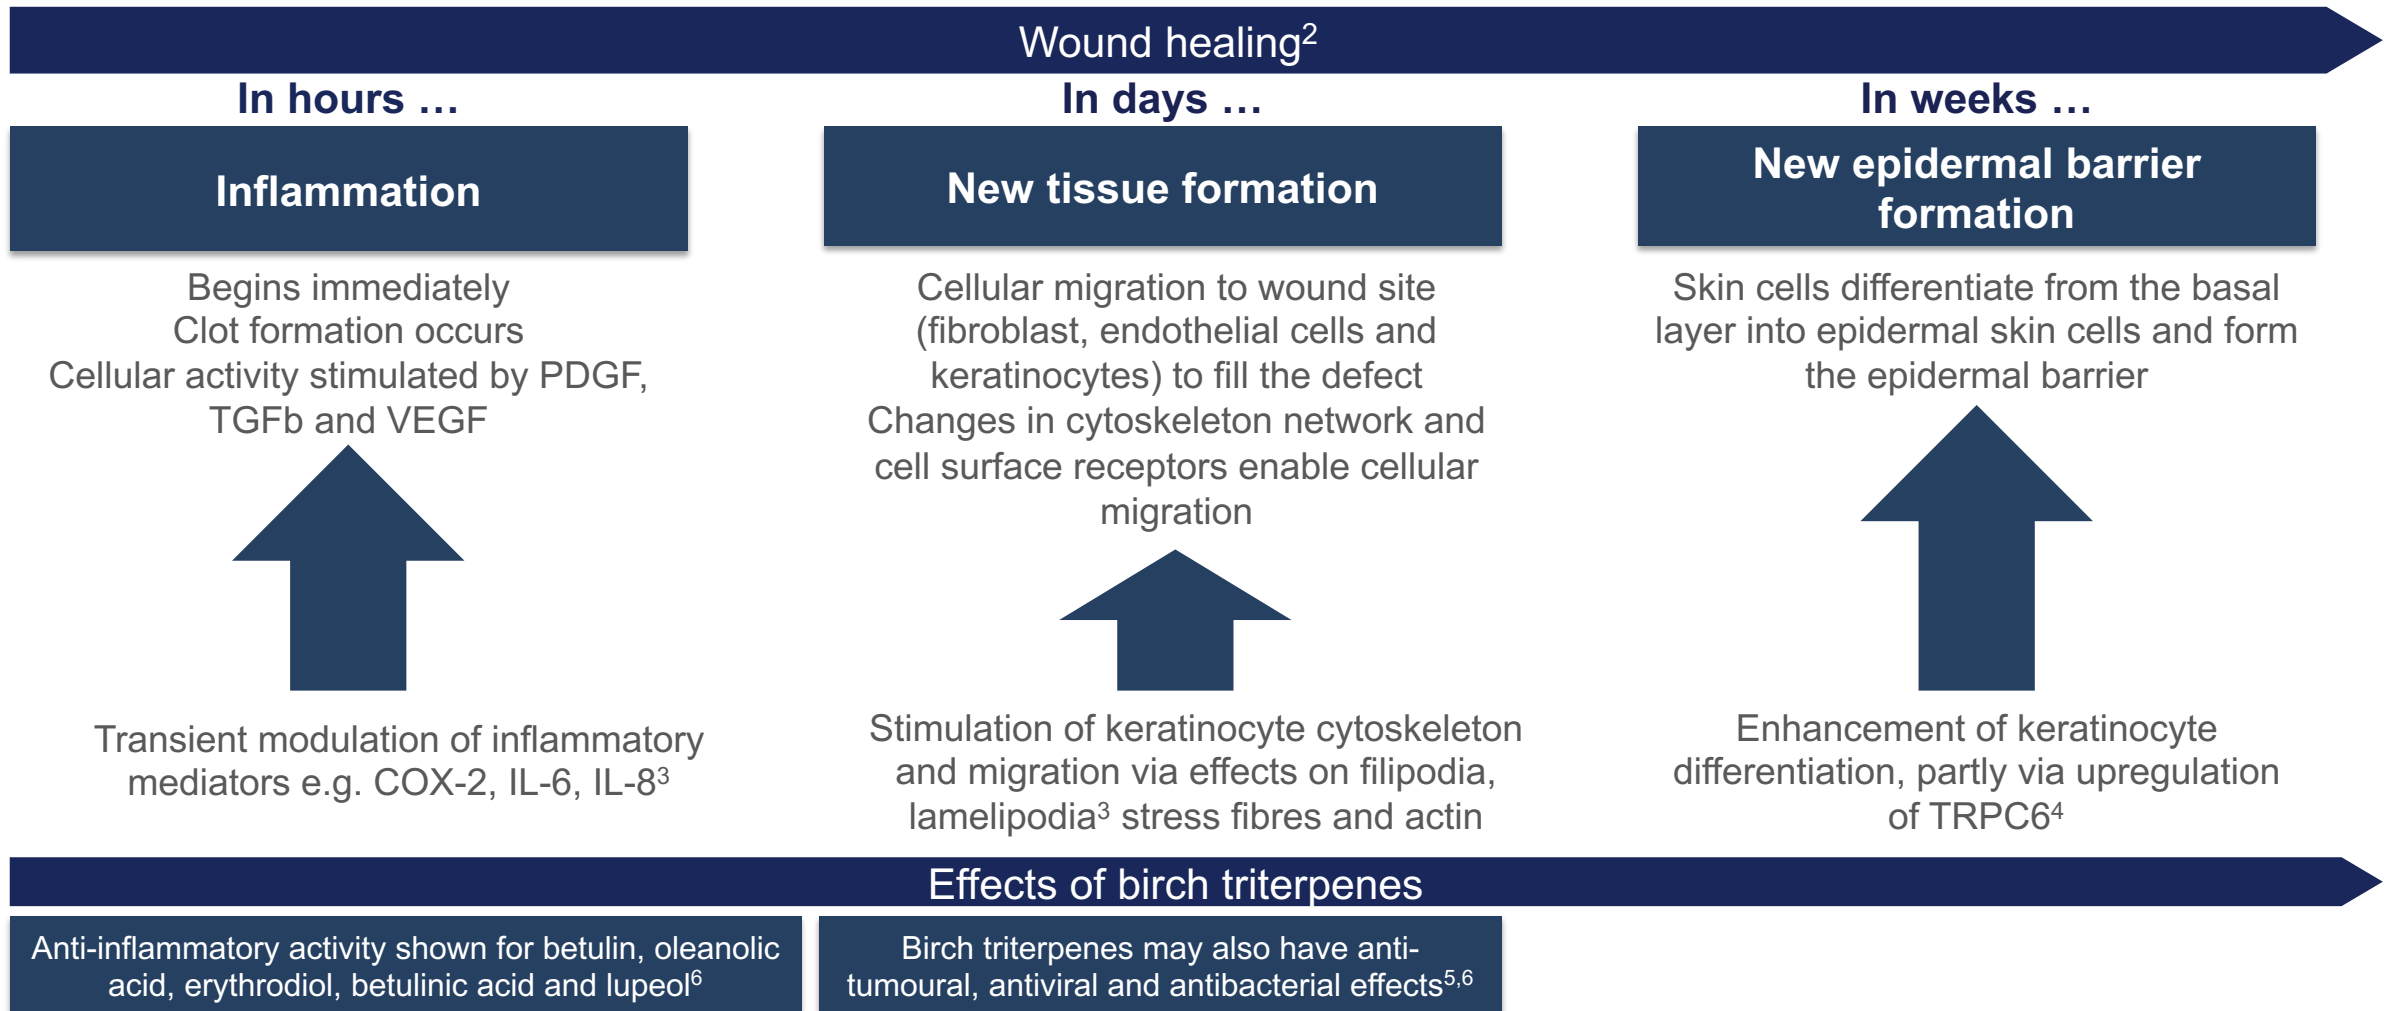 Wound healing²
In hours …
In days …
In weeks …
Inflammation
New tissue formation
New epidermal barrier
formation
Begins immediately
Clot formation occurs
Cellular activity stimulated by PDGF,
TGFb and VEGF
Cellular migration to wound site
(fibroblast, endothelial cells and
keratinocytes) to fill the defect
Changes in cytoskeleton network and
cell surface receptors enable cellular
migration
Skin cells differentiate from the basal
layer into epidermal skin cells and form
the epidermal barrier
Transient modulation of inflammatory
mediators e.g. COX-2, IL-6, IL-8³
Stimulation of keratinocyte cytoskeleton
and migration via effects on filipodia,
lamelipodia³ stress fibres and actin
Enhancement of keratinocyte
differentiation, partly via upregulation
of TRPC6⁴
Effects of birch triterpenes
Anti-inflammatory activity shown for betulin, oleanolic
acid, erythrodiol, betulinic acid and lupeol⁶
Birch triterpenes may also have anti-
tumoural, antiviral and antibacterial effects⁵,⁶